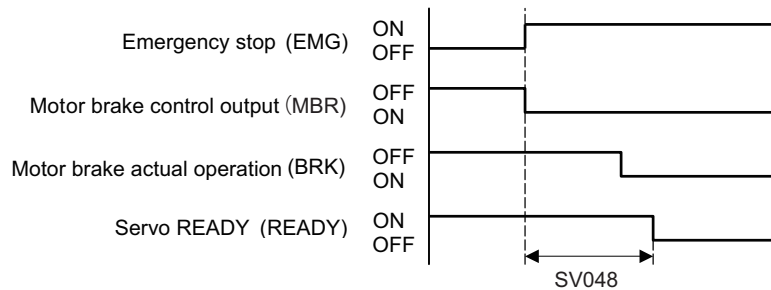 Emergency stop (EMG) ON
OFF
Motor brake control output (MBR) OFF
ON
Motor brake actual operation (BRK) OFF
ON
Servo READY (READY) ON
OFF
SV048